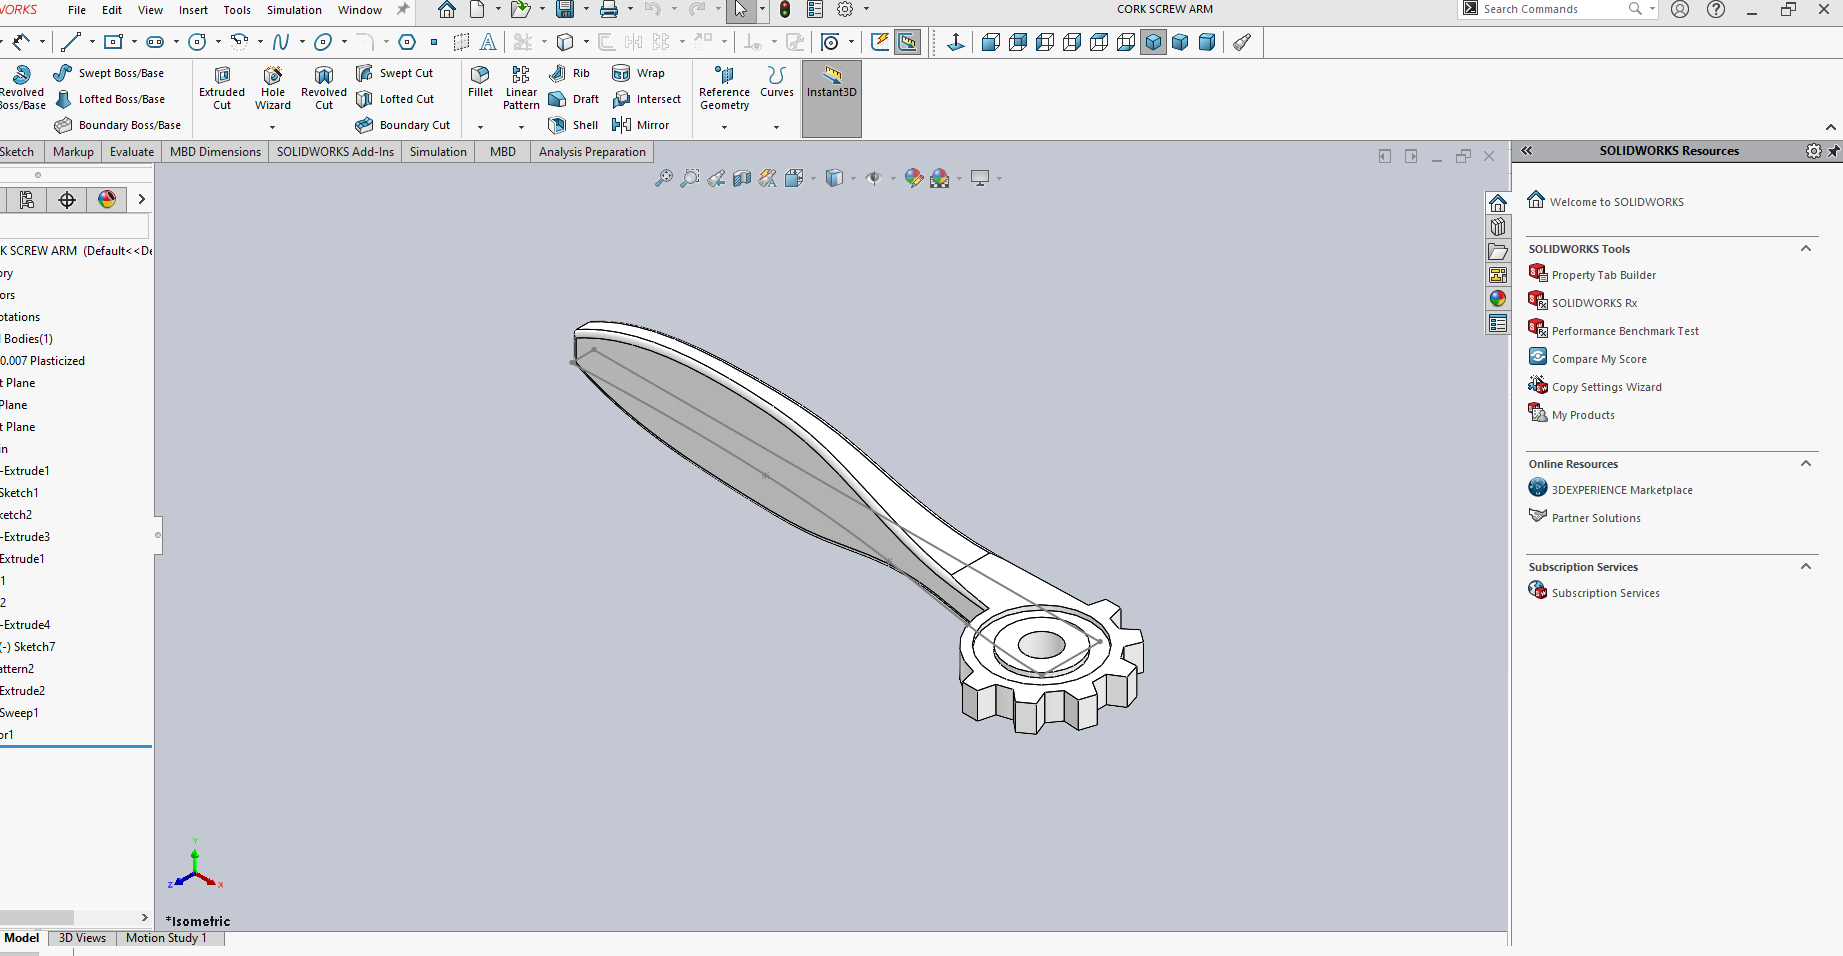 ORKS File Edit View Insert Tools Simulation Window CORK SCREW ARM Search Commands
Revolved Boss/Base
Swept Boss/Base
Lofted Boss/Base
Boundary Boss/Base
Extruded Cut
Hole Wizard
Revolved Cut
Swept Cut
Lofted Cut
Boundary Cut
Fillet
Linear Pattern
Rib
Draft
Shell
Wrap
Intersect
Mirror
Reference Geometry
Curves
Instant3D
Sketch Markup Evaluate MBD Dimensions SOLIDWORKS Add-Ins Simulation MBD Analysis Preparation
K SCREW ARM (Default<<De
ory
ors
otations
l Bodies(1)
0.007 Plasticized
t Plane
Plane
t Plane
in
-Extrude1
Sketch1
ketch2
-Extrude3
Extrude1
1
2
-Extrude4
(-) Sketch7
attern2
Extrude2
Sweep1
or1
Y
Z
X
*Isometric
Model 3D Views Motion Study 1
SOLIDWORKS Resources
Welcome to SOLIDWORKS
SOLIDWORKS Tools
Property Tab Builder
SOLIDWORKS Rx
Performance Benchmark Test
Compare My Score
Copy Settings Wizard
My Products
Online Resources
3DEXPERIENCE Marketplace
Partner Solutions
Subscription Services
Subscription Services